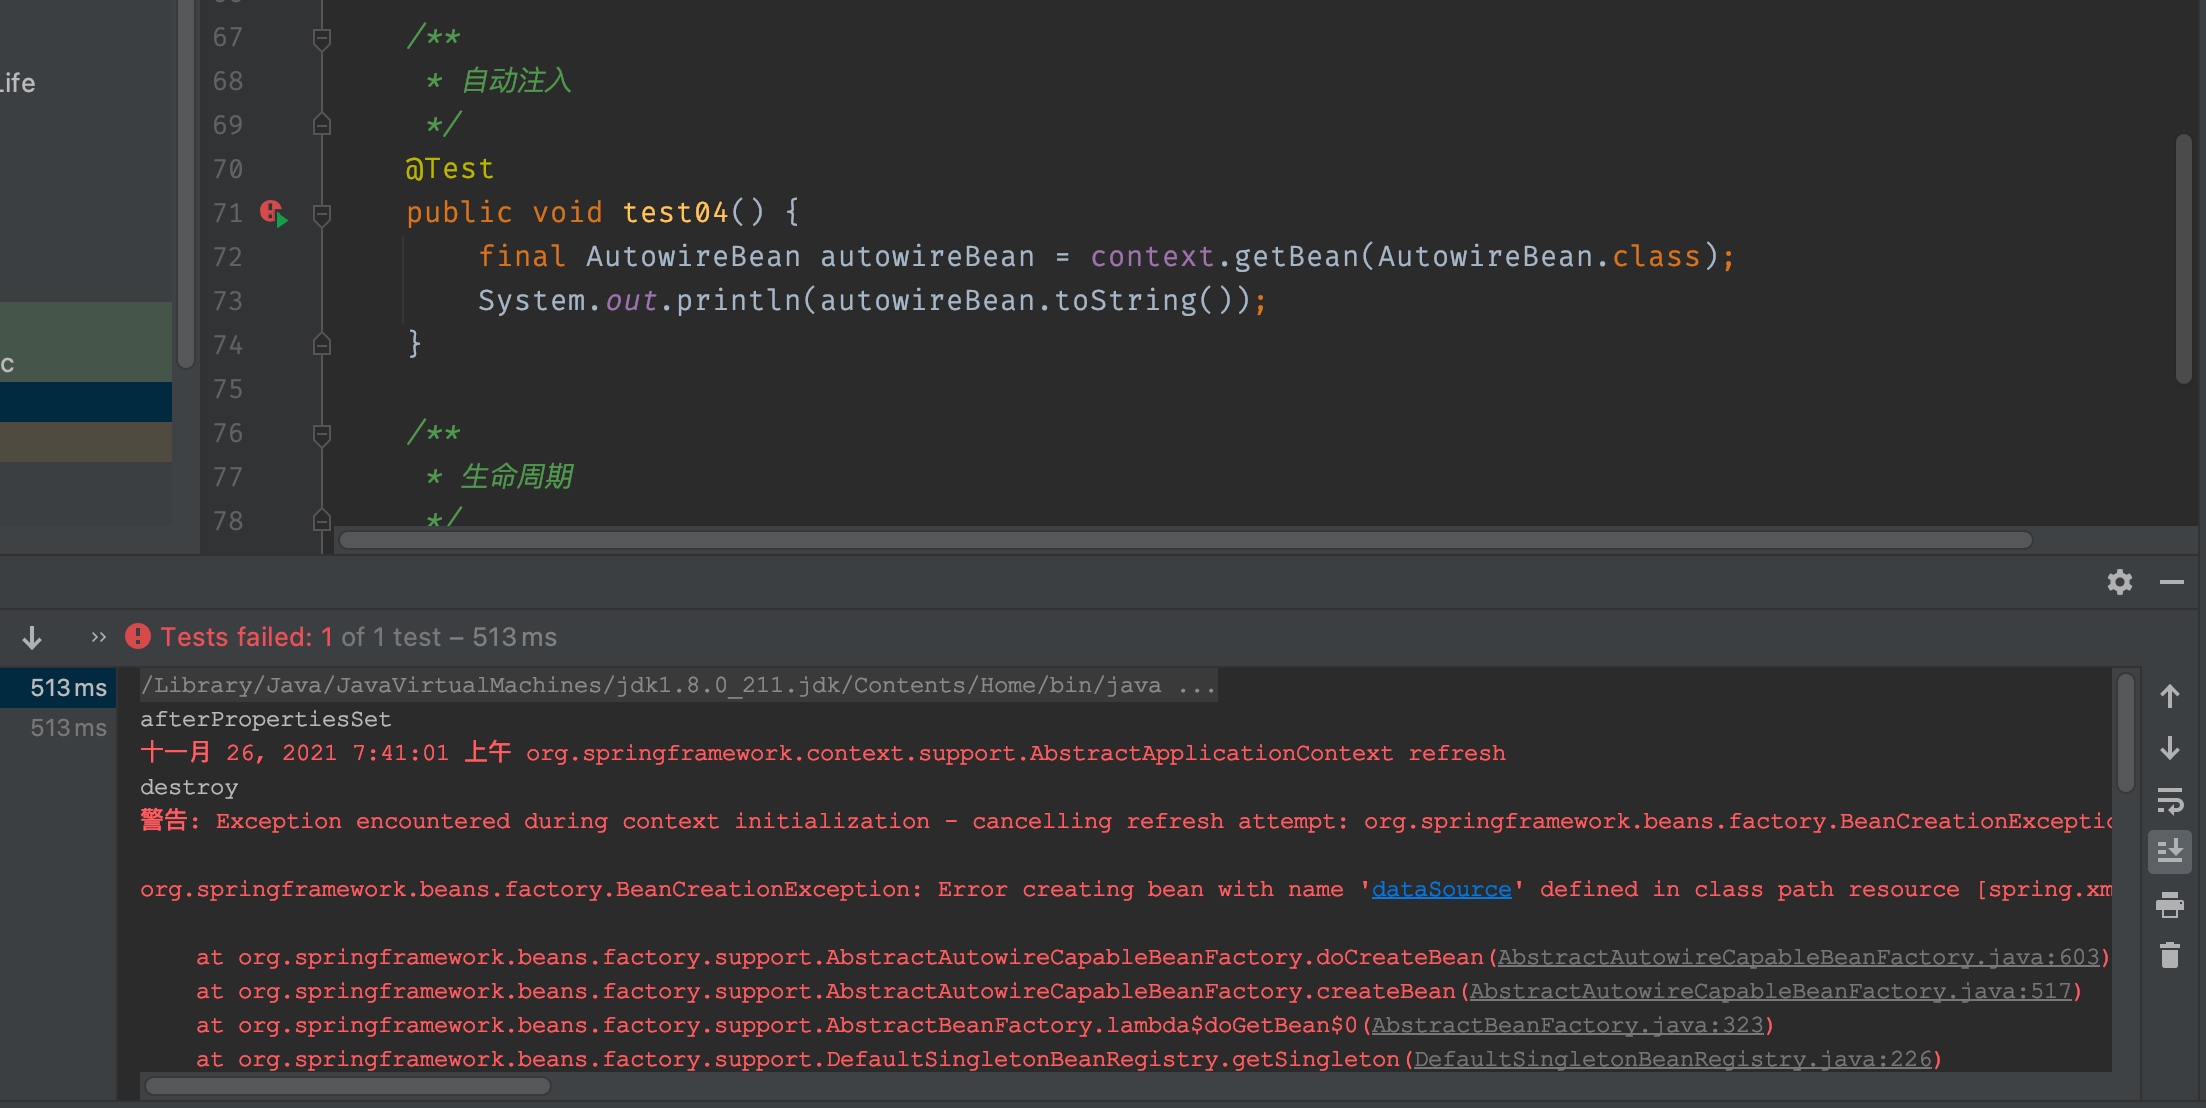 67 /**
.ife
68 * 自动注入
69 */
70 @Test
71 public void test04() {
72 final AutowireBean autowireBean = context.getBean(AutowireBean.class);
73 System.out.println(autowireBean.toString());
74 }
c
75
76 /**
77 * 生命周期
78 */
Tests failed: 1 of 1 test – 513 ms
513 ms
513 ms
/Library/Java/JavaVirtualMachines/jdk1.8.0_211.jdk/Contents/Home/bin/java ...
afterPropertiesSet
十一月 26, 2021 7:41:01 上午 org.springframework.context.support.AbstractApplicationContext refresh
destroy
警告: Exception encountered during context initialization - cancelling refresh attempt: org.springframework.beans.factory.BeanCreationExceptio
org.springframework.beans.factory.BeanCreationException: Error creating bean with name 'dataSource' defined in class path resource [spring.xm
at org.springframework.beans.factory.support.AbstractAutowireCapableBeanFactory.doCreateBean(AbstractAutowireCapableBeanFactory.java:603)
at org.springframework.beans.factory.support.AbstractAutowireCapableBeanFactory.createBean(AbstractAutowireCapableBeanFactory.java:517)
at org.springframework.beans.factory.support.AbstractBeanFactory.lambda$doGetBean$0(AbstractBeanFactory.java:323)
at org.springframework.beans.factory.support.DefaultSingletonBeanRegistry.getSingleton(DefaultSingletonBeanRegistry.java:226)